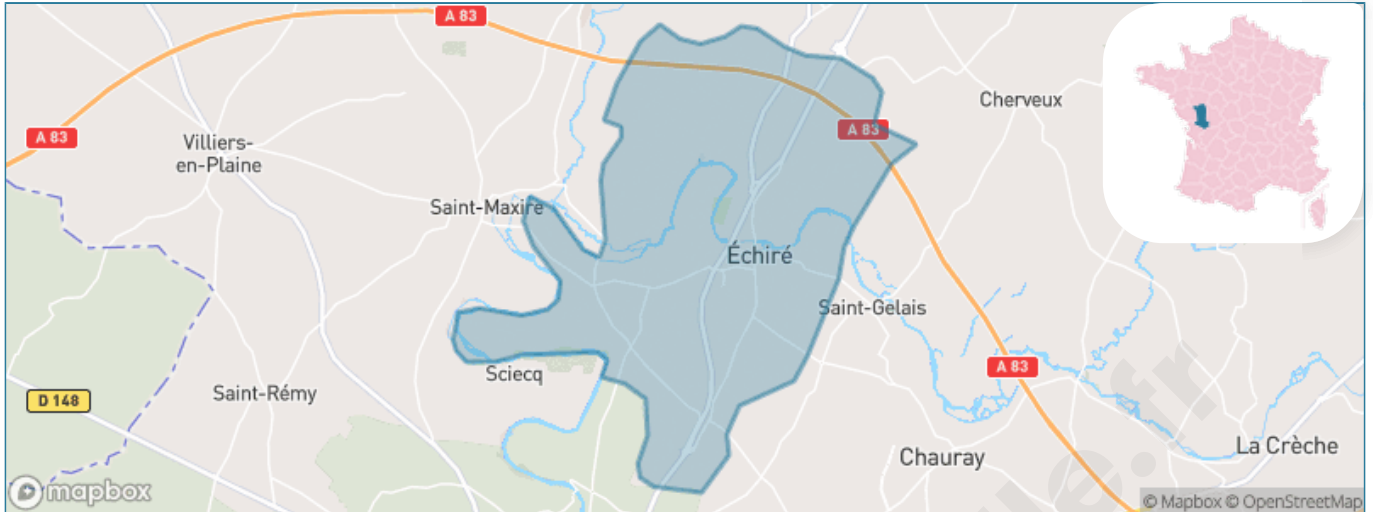 A 83
Cherveux
A 83
A 83
Villiers-
en-Plaine
Saint-Maxire
Échiré
Saint-Gelais
A 83
Sciecq
Saint-Rémy
D 148
La Crèche
Chauray
mapbox
© Mapbox © OpenStreetMap